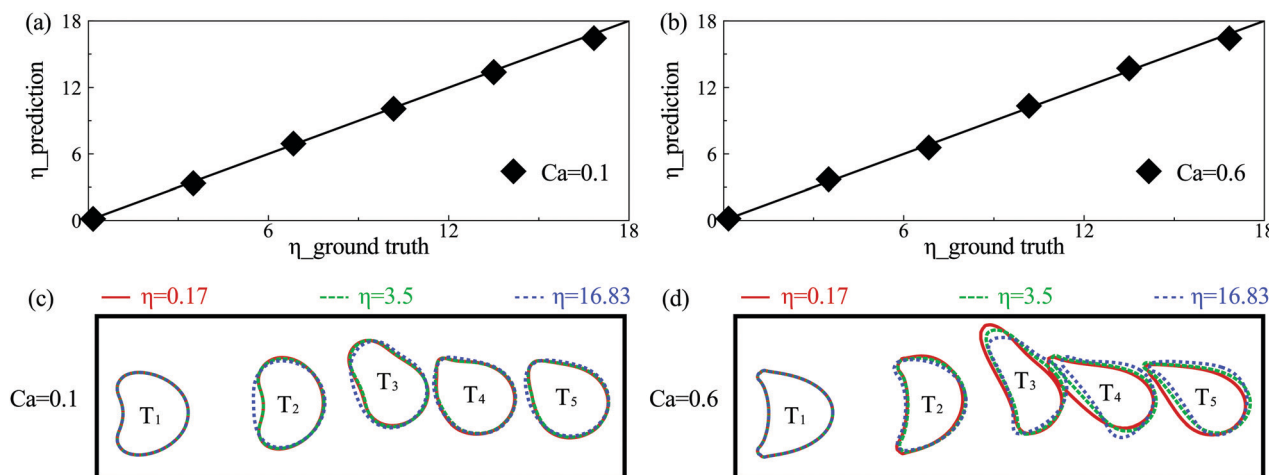 (a)
18
12
6
0
η_prediction
Ca=0.1
6
12
18
η_ground truth
(b)
18
12
6
0
η_prediction
Ca=0.6
6
12
18
η_ground truth
(c)
η=0.17
η=3.5
η=16.83
Ca=0.1
T1
T2
T3
T4
T5
(d)
η=0.17
η=3.5
η=16.83
Ca=0.6
T1
T2
T3
T4
T5